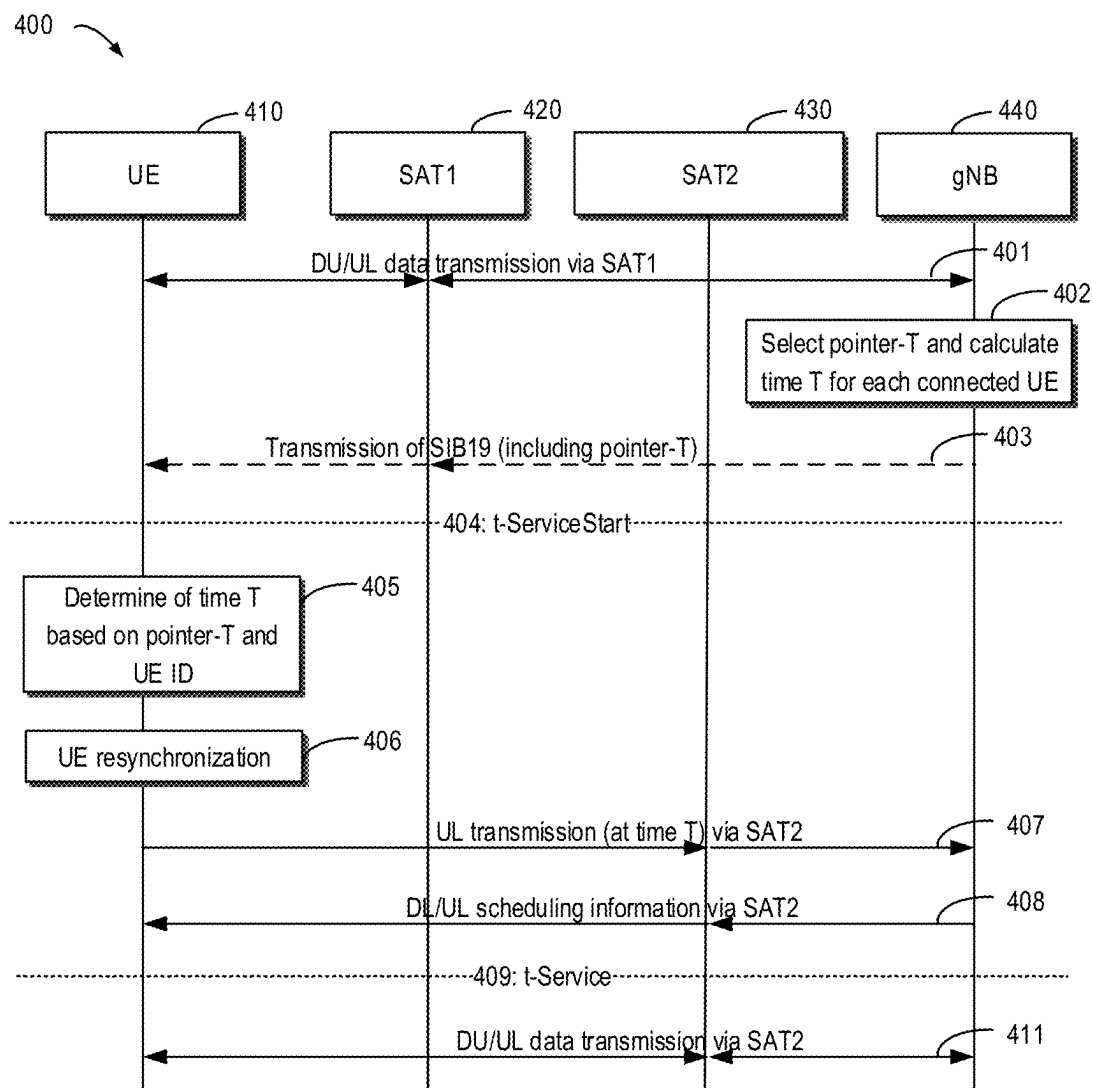 400
410
420
430
440
UE
SAT1
SAT2
gNB
DU/UL data transmission via SAT1
401
402
Select pointer-T and calculate
time T for each connected UE
Transmission of SIB19 (including pointer-T)
403
404: t-ServiceStart
405
Determine of time T
based on pointer-T and
UE ID
UE resynchronization
406
UL transmission (at time T) via SAT2
407
DL/UL scheduling information via SAT2
408
409: t-Service
DU/UL data transmission via SAT2
411